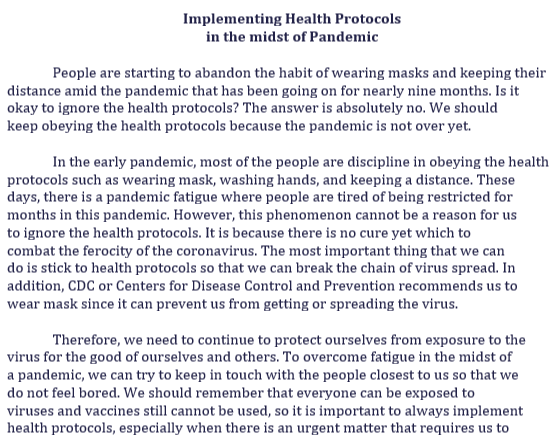 Implementing Health Protocols
in the midst of Pandemic
People are starting to abandon the habit of wearing masks and keeping their
distance amid the pandemic that has been going on for nearly nine months. Is it
okay to ignore the health protocols? The answer is absolutely no. We should
keep obeying the health protocols because the pandemic is not over yet.
In the early pandemic, most of the people are discipline in obeying the health
protocols such as wearing mask, washing hands, and keeping a distance. These
days, there is a pandemic fatigue where people are tired of being restricted for
months in this pandemic. However, this phenomenon cannot be a reason for us
to ignore the health protocols. It is because there is no cure yet which to
combat the ferocity of the coronavirus. The most important thing that we can
do is stick to health protocols so that we can break the chain of virus spread. In
addition, CDC or Centers for Disease Control and Prevention recommends us to
wear mask since it can prevent us from getting or spreading the virus.
Therefore, we need to continue to protect ourselves from exposure to the
virus for the good of ourselves and others. To overcome fatigue in the midst of
a pandemic, we can try to keep in touch with the people closest to us so that we
do not feel bored. We should remember that everyone can be exposed to
viruses and vaccines still cannot be used, so it is important to always implement
health protocols, especially when there is an urgent matter that requires us to